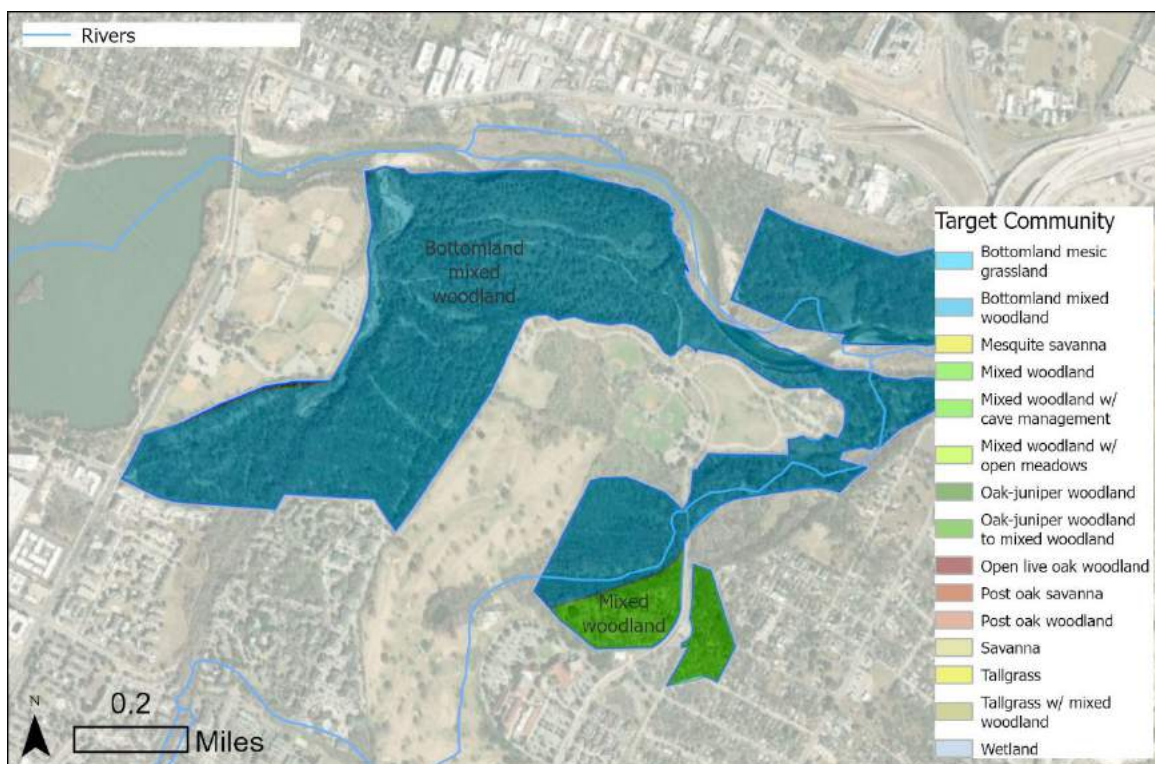 Rivers
Bottomland
mixed
woodland
Mixed
woodland
Target Community
Bottomland mesic
grassland
Bottomland mixed
woodland
Mesquite savanna
Mixed woodland
Mixed woodland w/
cave management
Mixed woodland w/
open meadows
Oak-juniper woodland
Oak-juniper woodland
to mixed woodland
Open live oak woodland
Post oak savanna
Post oak woodland
Savanna
Tallgrass
Tallgrass w/ mixed
woodland
Wetland
N
0.2
Miles